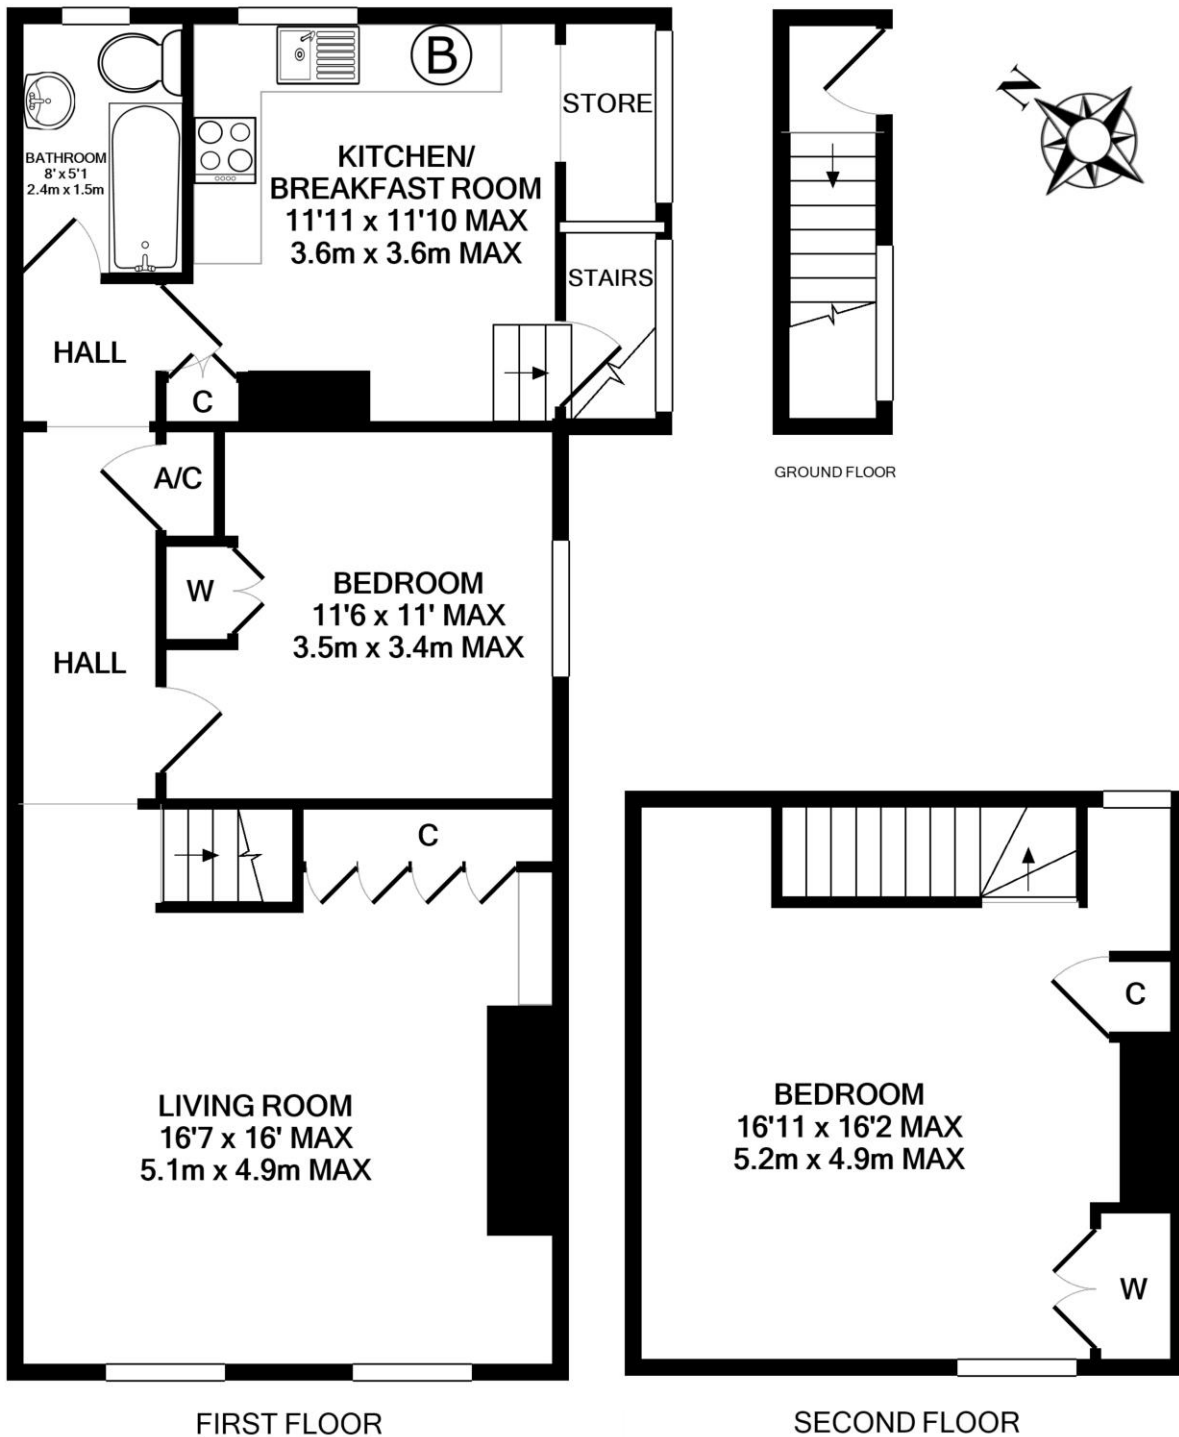 BATHROOM
8' x 5'1
2.4m x 1.5m
KITCHEN/
BREAKFAST ROOM
11'11 x 11'10 MAX
3.6m x 3.6m MAX
B
STORE
STAIRS
HALL
C
A/C
W
BEDROOM
11'6 x 11' MAX
3.5m x 3.4m MAX
HALL
C
LIVING ROOM
16'7 x 16' MAX
5.1m x 4.9m MAX
FIRST FLOOR
GROUND FLOOR
N
C
BEDROOM
16'11 x 16'2 MAX
5.2m x 4.9m MAX
W
SECOND FLOOR